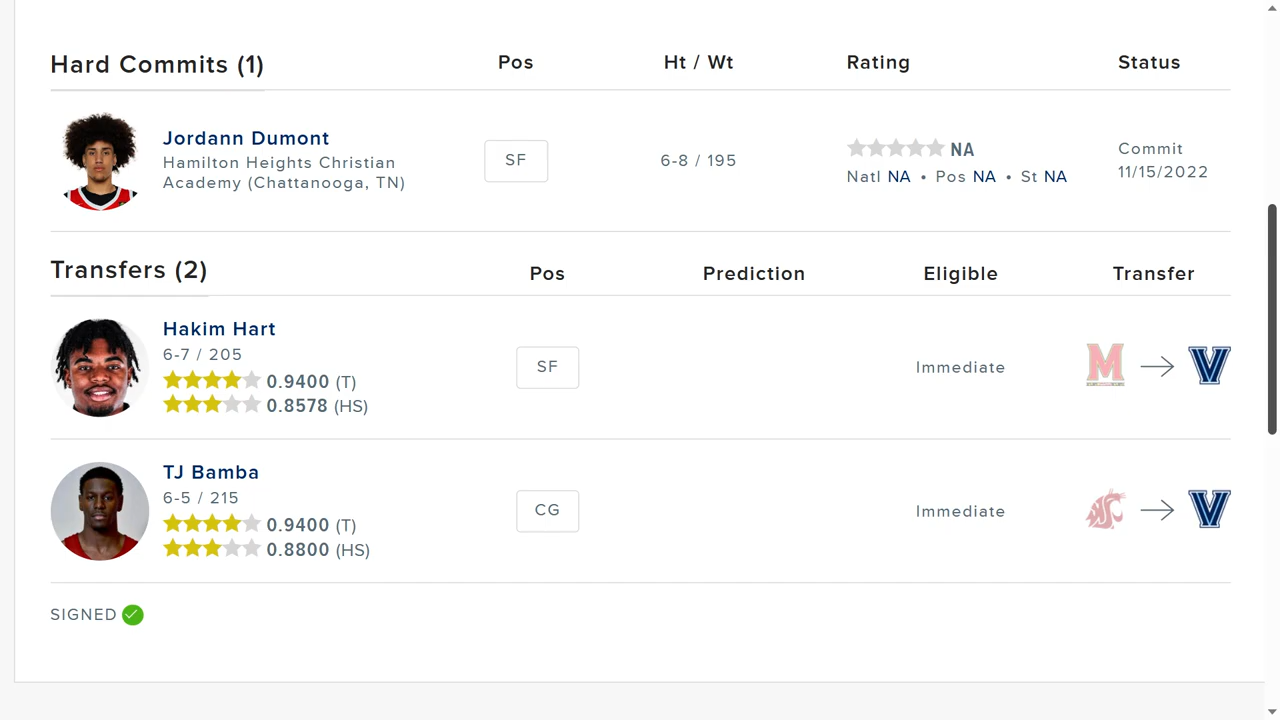 Hard Commits (1) Pos Ht / Wt Rating Status
Jordann Dumont
Hamilton Heights Christian
Academy (Chattanooga, TN)
SF
6-8 / 195
NA
Natl NA • Pos NA • St NA
Commit
11/15/2022
Transfers (2) Pos Prediction Eligible Transfer
Hakim Hart
6-7 / 205
0.9400 (T)
0.8578 (HS)
SF
Immediate
M
V
TJ Bamba
6-5 / 215
0.9400 (T)
0.8800 (HS)
CG
Immediate
WSC
V
SIGNED